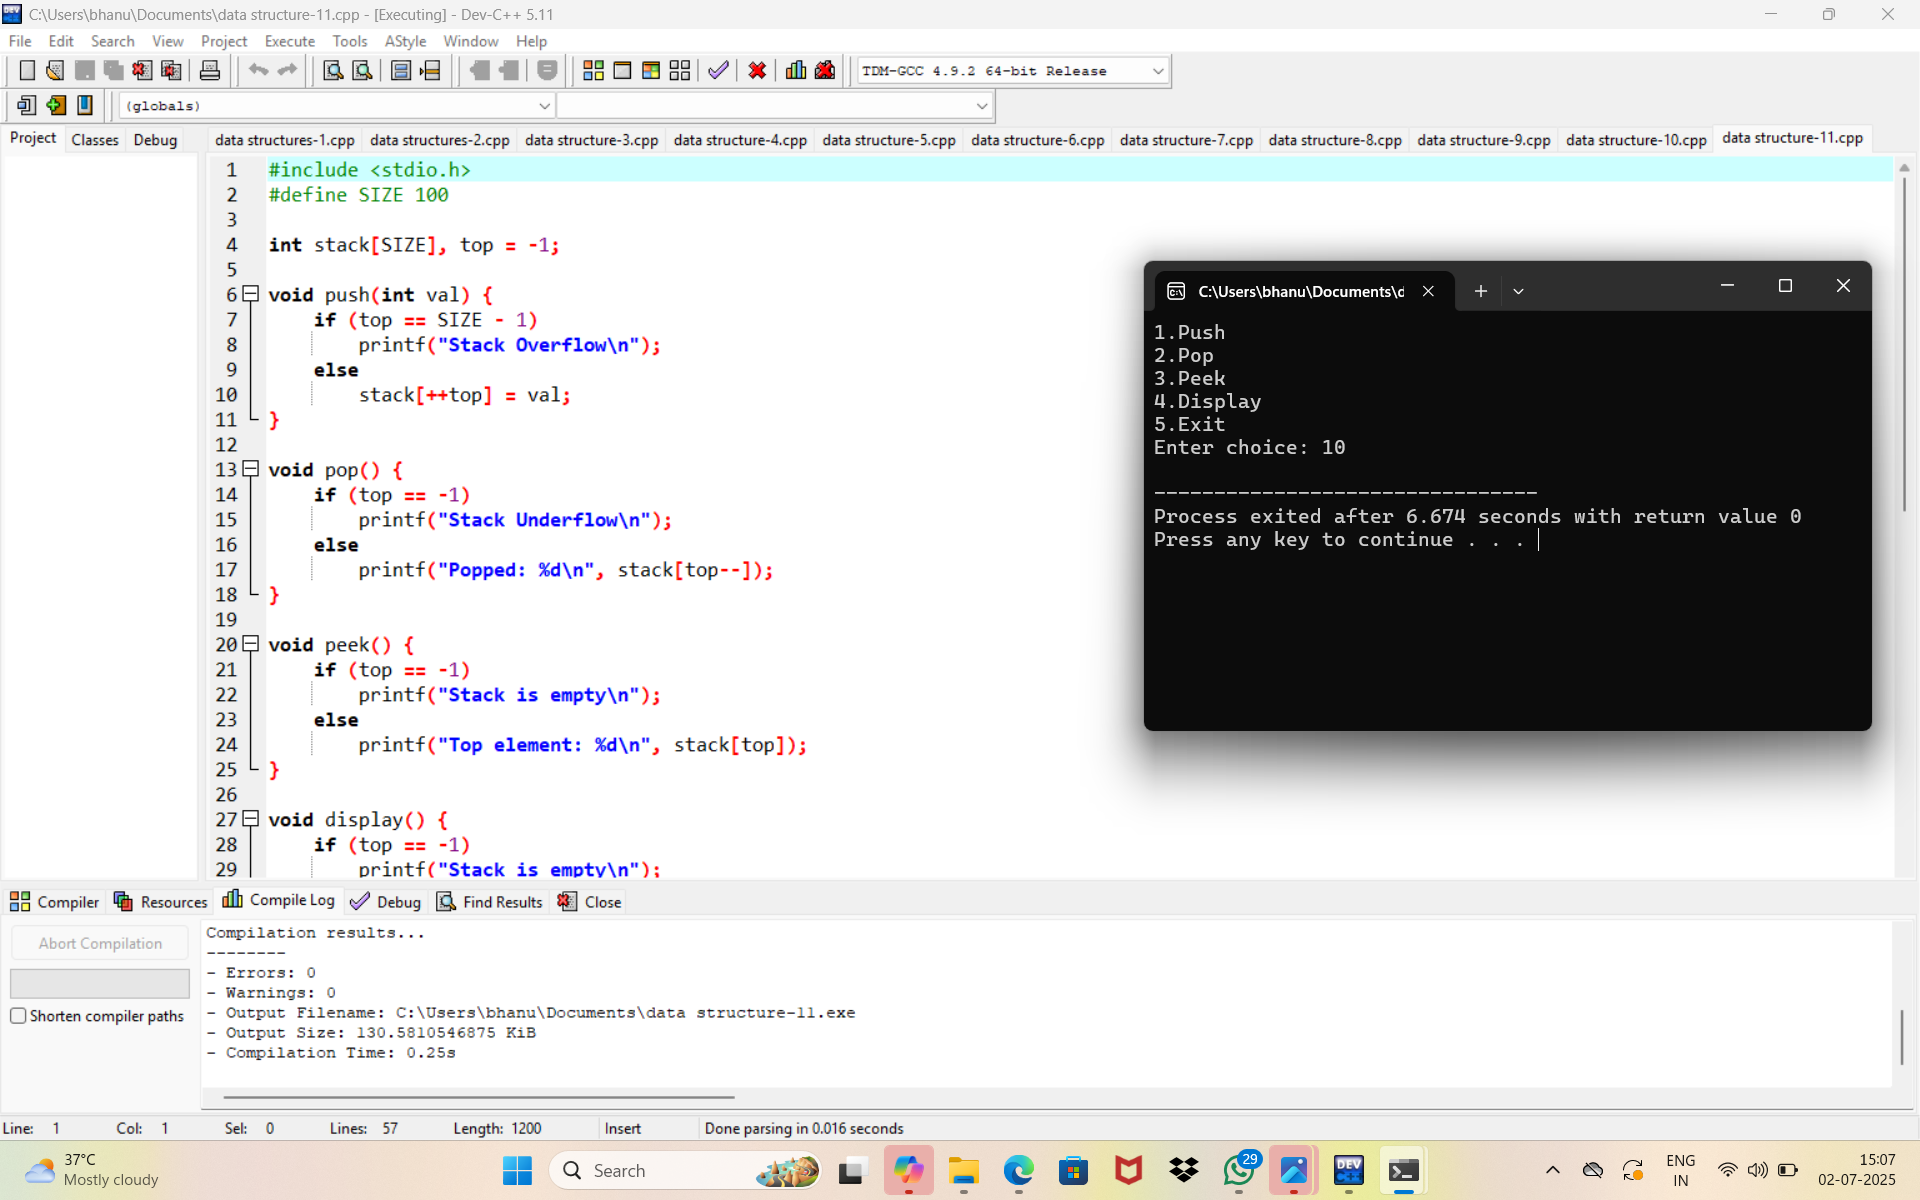 C:\Users\bhanu\Documents\data structure-11.cpp - [Executing] - Dev-C++ 5.11
File Edit Search View Project Execute Tools AStyle Window Help
TDM-GCC 4.9.2 64-bit Release
(globals)
Project Classes Debug
data structures-1.cpp data structures-2.cpp data structure-3.cpp data structure-4.cpp data structure-5.cpp data structure-6.cpp data structure-7.cpp data structure-8.cpp data structure-9.cpp data structure-10.cpp data structure-11.cpp
1 #include <stdio.h>
2 #define SIZE 100
3
4 int stack[SIZE], top = -1;
5
6 void push(int val) {
7 if (top == SIZE - 1)
8 printf("Stack Overflow\n");
9 else
10 stack[++top] = val;
11 }
12
13 void pop() {
14 if (top == -1)
15 printf("Stack Underflow\n");
16 else
17 printf("Popped: %d\n", stack[top--]);
18 }
19
20 void peek() {
21 if (top == -1)
22 printf("Stack is empty\n");
23 else
24 printf("Top element: %d\n", stack[top]);
25 }
26
27 void display() {
28 if (top == -1)
29 printf("Stack is empty\n");
C:\Users\bhanu\Documents\d
1.Push
2.Pop
3.Peek
4.Display
5.Exit
Enter choice: 10
--------------------------------
Process exited after 6.674 seconds with return value 0
Press any key to continue . . .
Compiler Resources Compile Log Debug Find Results Close
Abort Compilation
Shorten compiler paths
Compilation results...
--------
- Errors: 0
- Warnings: 0
- Output Filename: C:\Users\bhanu\Documents\data structure-11.exe
- Output Size: 130.5810546875 KiB
- Compilation Time: 0.25s
Line: 1 Col: 1 Sel: 0 Lines: 57 Length: 1200 Insert Done parsing in 0.016 seconds
37°C
Mostly cloudy
Search
DEV
29
DEV
ENG
IN
15:07
02-07-2025